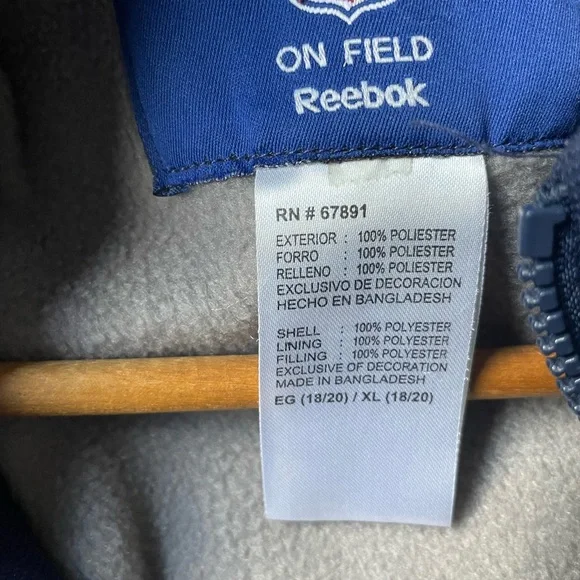 ON FIELD
Reebok
RN # 67891
EXTERIOR : 100% POLIESTER
FORRO : 100% POLIESTER
RELLENO : 100% POLIESTER
EXCLUSIVO DE DECORACION
HECHO EN BANGLADESH
SHELL : 100% POLYESTER
LINING : 100% POLYESTER
FILLING : 100% POLYESTER
EXCLUSIVE OF DECORATION
MADE IN BANGLADESH
EG (18/20) / XL (18/20)